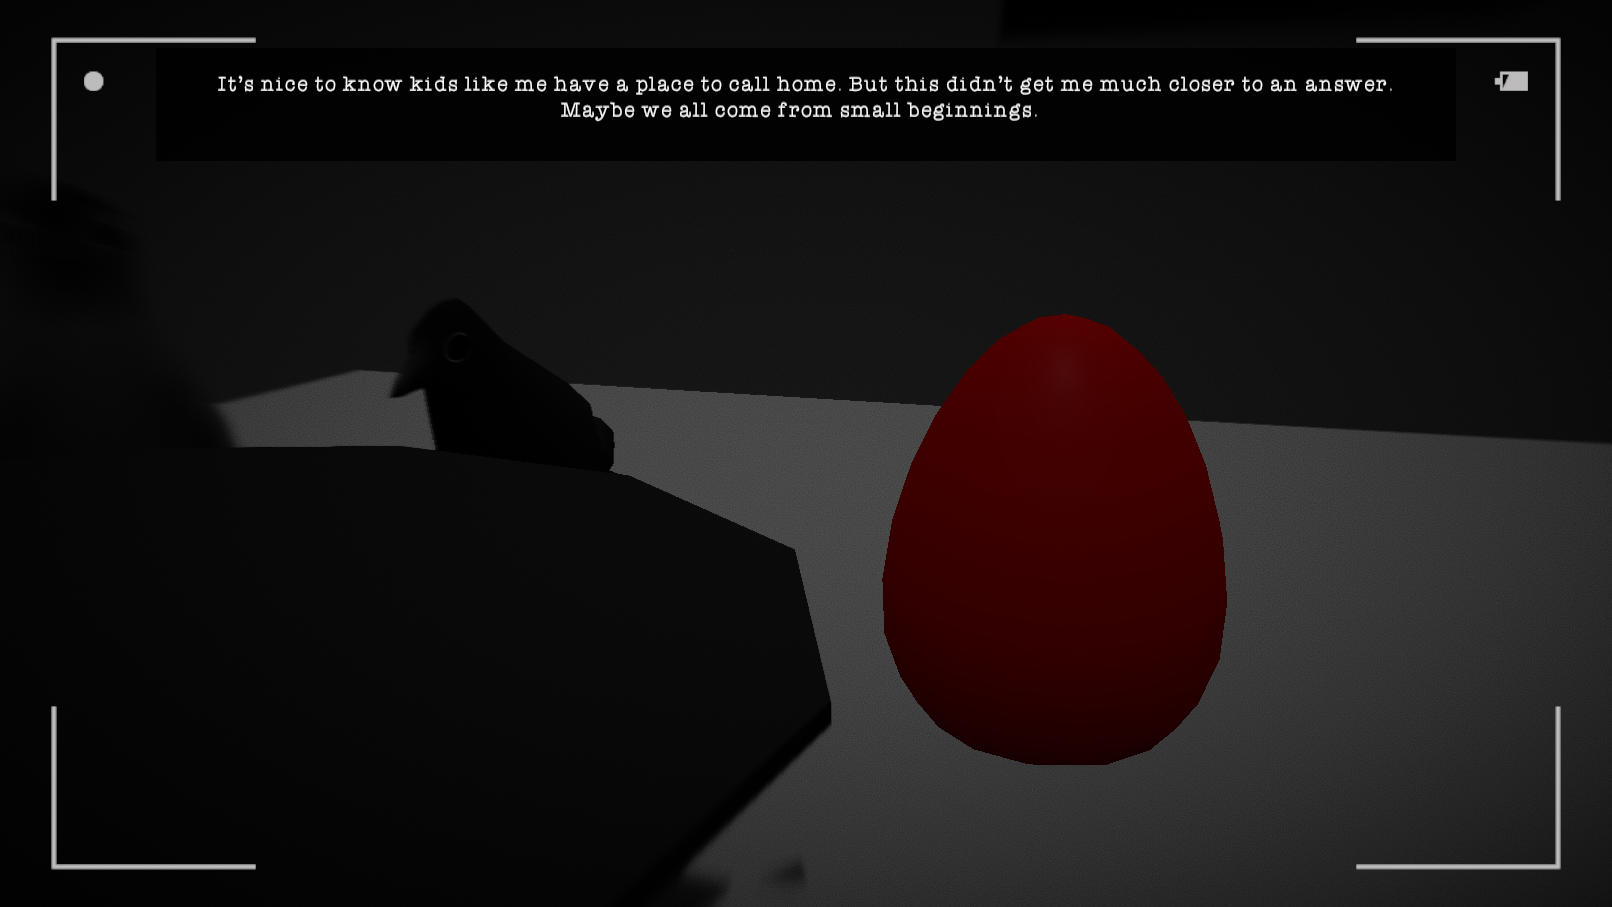 It's nice to know kids like me have a place to call home. But this didn't get me much closer to an answer.
Maybe we all come from small beginnings.